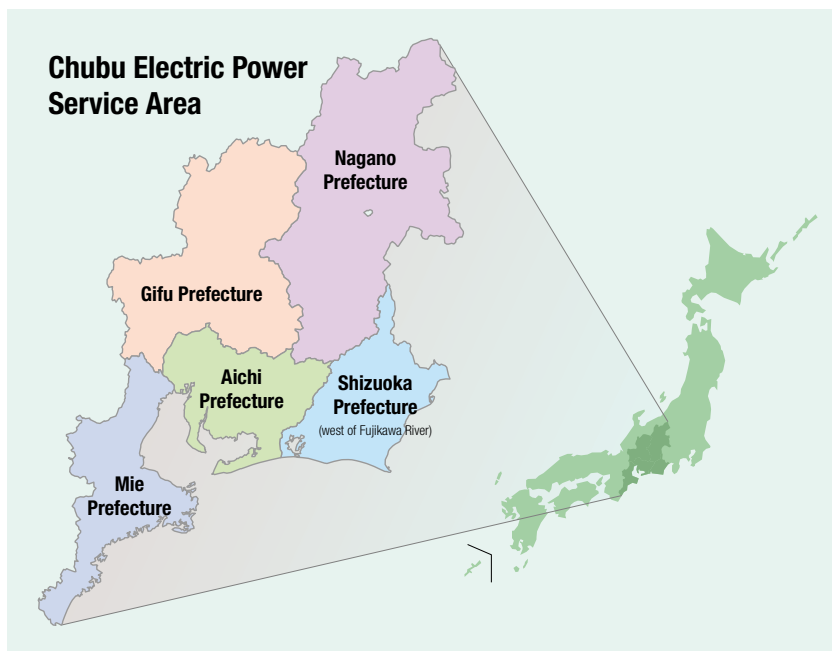 Chubu Electric Power
Service Area
Nagano
Prefecture
Gifu Prefecture
Aichi
Prefecture
Shizuoka
Prefecture
(west of Fujikawa River)
Mie
Prefecture